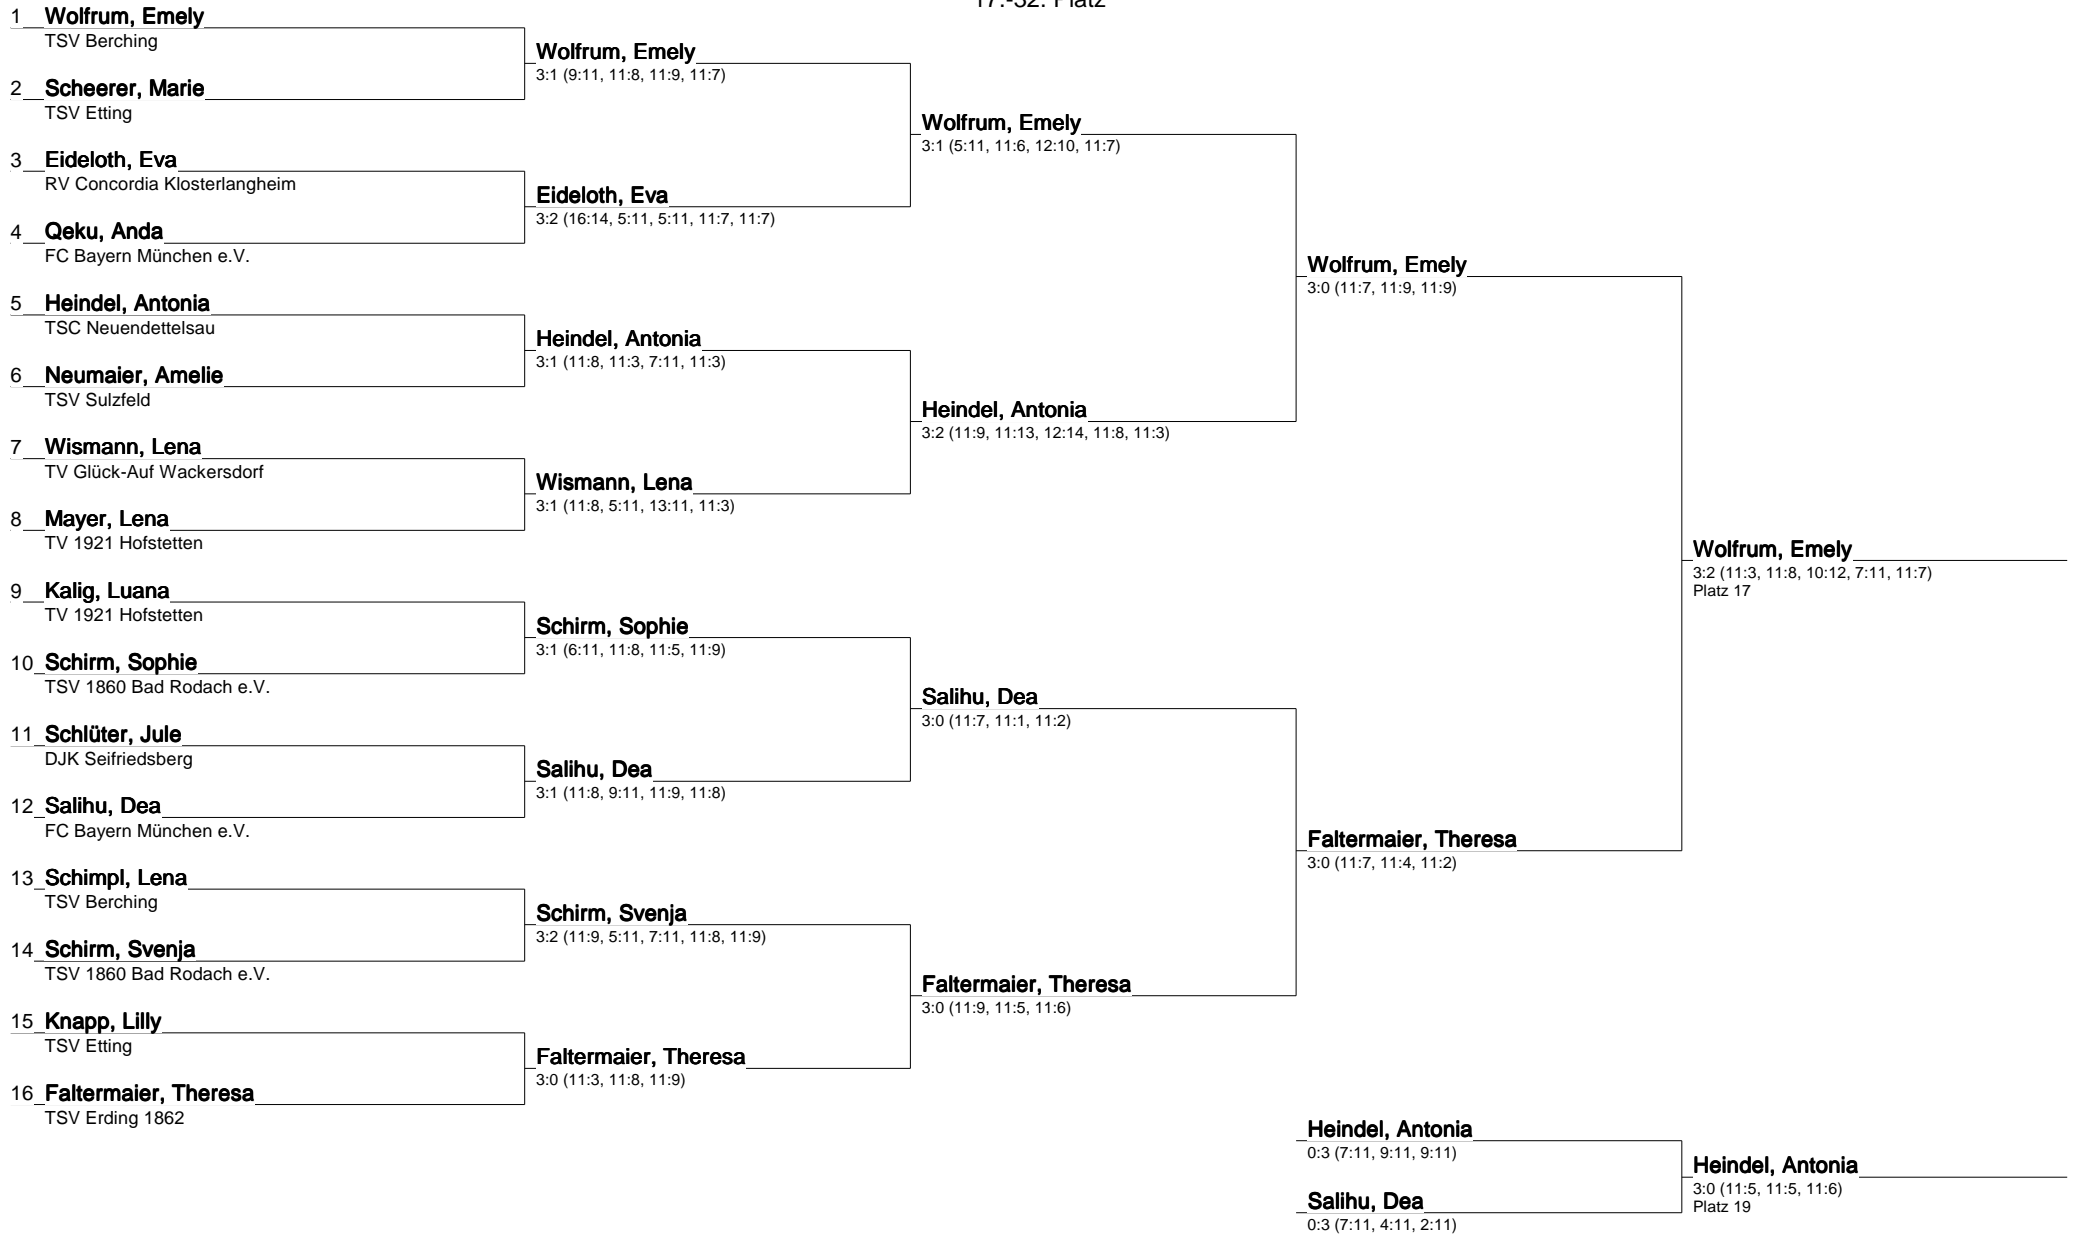 17.-32. Platz
1 Wolfrum, Emely
TSV Berching
2 Scheerer, Marie
TSV Etting
3 Eideloth, Eva
RV Concordia Klosterlangheim
4 Qeku, Anda
FC Bayern München e.V.
5 Heindel, Antonia
TSC Neuendettelsau
6 Neumaier, Amelie
TSV Sulzfeld
7 Wismann, Lena
TV Glück-Auf Wackersdorf
8 Mayer, Lena
TV 1921 Hofstetten
9 Kalig, Luana
TV 1921 Hofstetten
10 Schirm, Sophie
TSV 1860 Bad Rodach e.V.
11 Schlüter, Jule
DJK Seifriedsberg
12 Salihu, Dea
FC Bayern München e.V.
13 Schimpl, Lena
TSV Berching
14 Schirm, Svenja
TSV 1860 Bad Rodach e.V.
15 Knapp, Lilly
TSV Etting
16 Faltermaier, Theresa
TSV Erding 1862
Wolfrum, Emely
3:1 (9:11, 11:8, 11:9, 11:7)
Eideloth, Eva
3:2 (16:14, 5:11, 5:11, 11:7, 11:7)
Heindel, Antonia
3:1 (11:8, 11:3, 7:11, 11:3)
Wismann, Lena
3:1 (11:8, 5:11, 13:11, 11:3)
Schirm, Sophie
3:1 (6:11, 11:8, 11:5, 11:9)
Salihu, Dea
3:1 (11:8, 9:11, 11:9, 11:8)
Schirm, Svenja
3:2 (11:9, 5:11, 7:11, 11:8, 11:9)
Faltermaier, Theresa
3:0 (11:3, 11:8, 11:9)
Wolfrum, Emely
3:1 (5:11, 11:6, 12:10, 11:7)
Heindel, Antonia
3:2 (11:9, 11:13, 12:14, 11:8, 11:3)
Salihu, Dea
3:0 (11:7, 11:1, 11:2)
Faltermaier, Theresa
3:0 (11:9, 11:5, 11:6)
Wolfrum, Emely
3:0 (11:7, 11:9, 11:9)
Faltermaier, Theresa
3:0 (11:7, 11:4, 11:2)
Wolfrum, Emely
3:2 (11:3, 11:8, 10:12, 7:11, 11:7)
Platz 17
Heindel, Antonia
0:3 (7:11, 9:11, 9:11)
Salihu, Dea
0:3 (7:11, 4:11, 2:11)
Heindel, Antonia
3:0 (11:5, 11:5, 11:6)
Platz 19